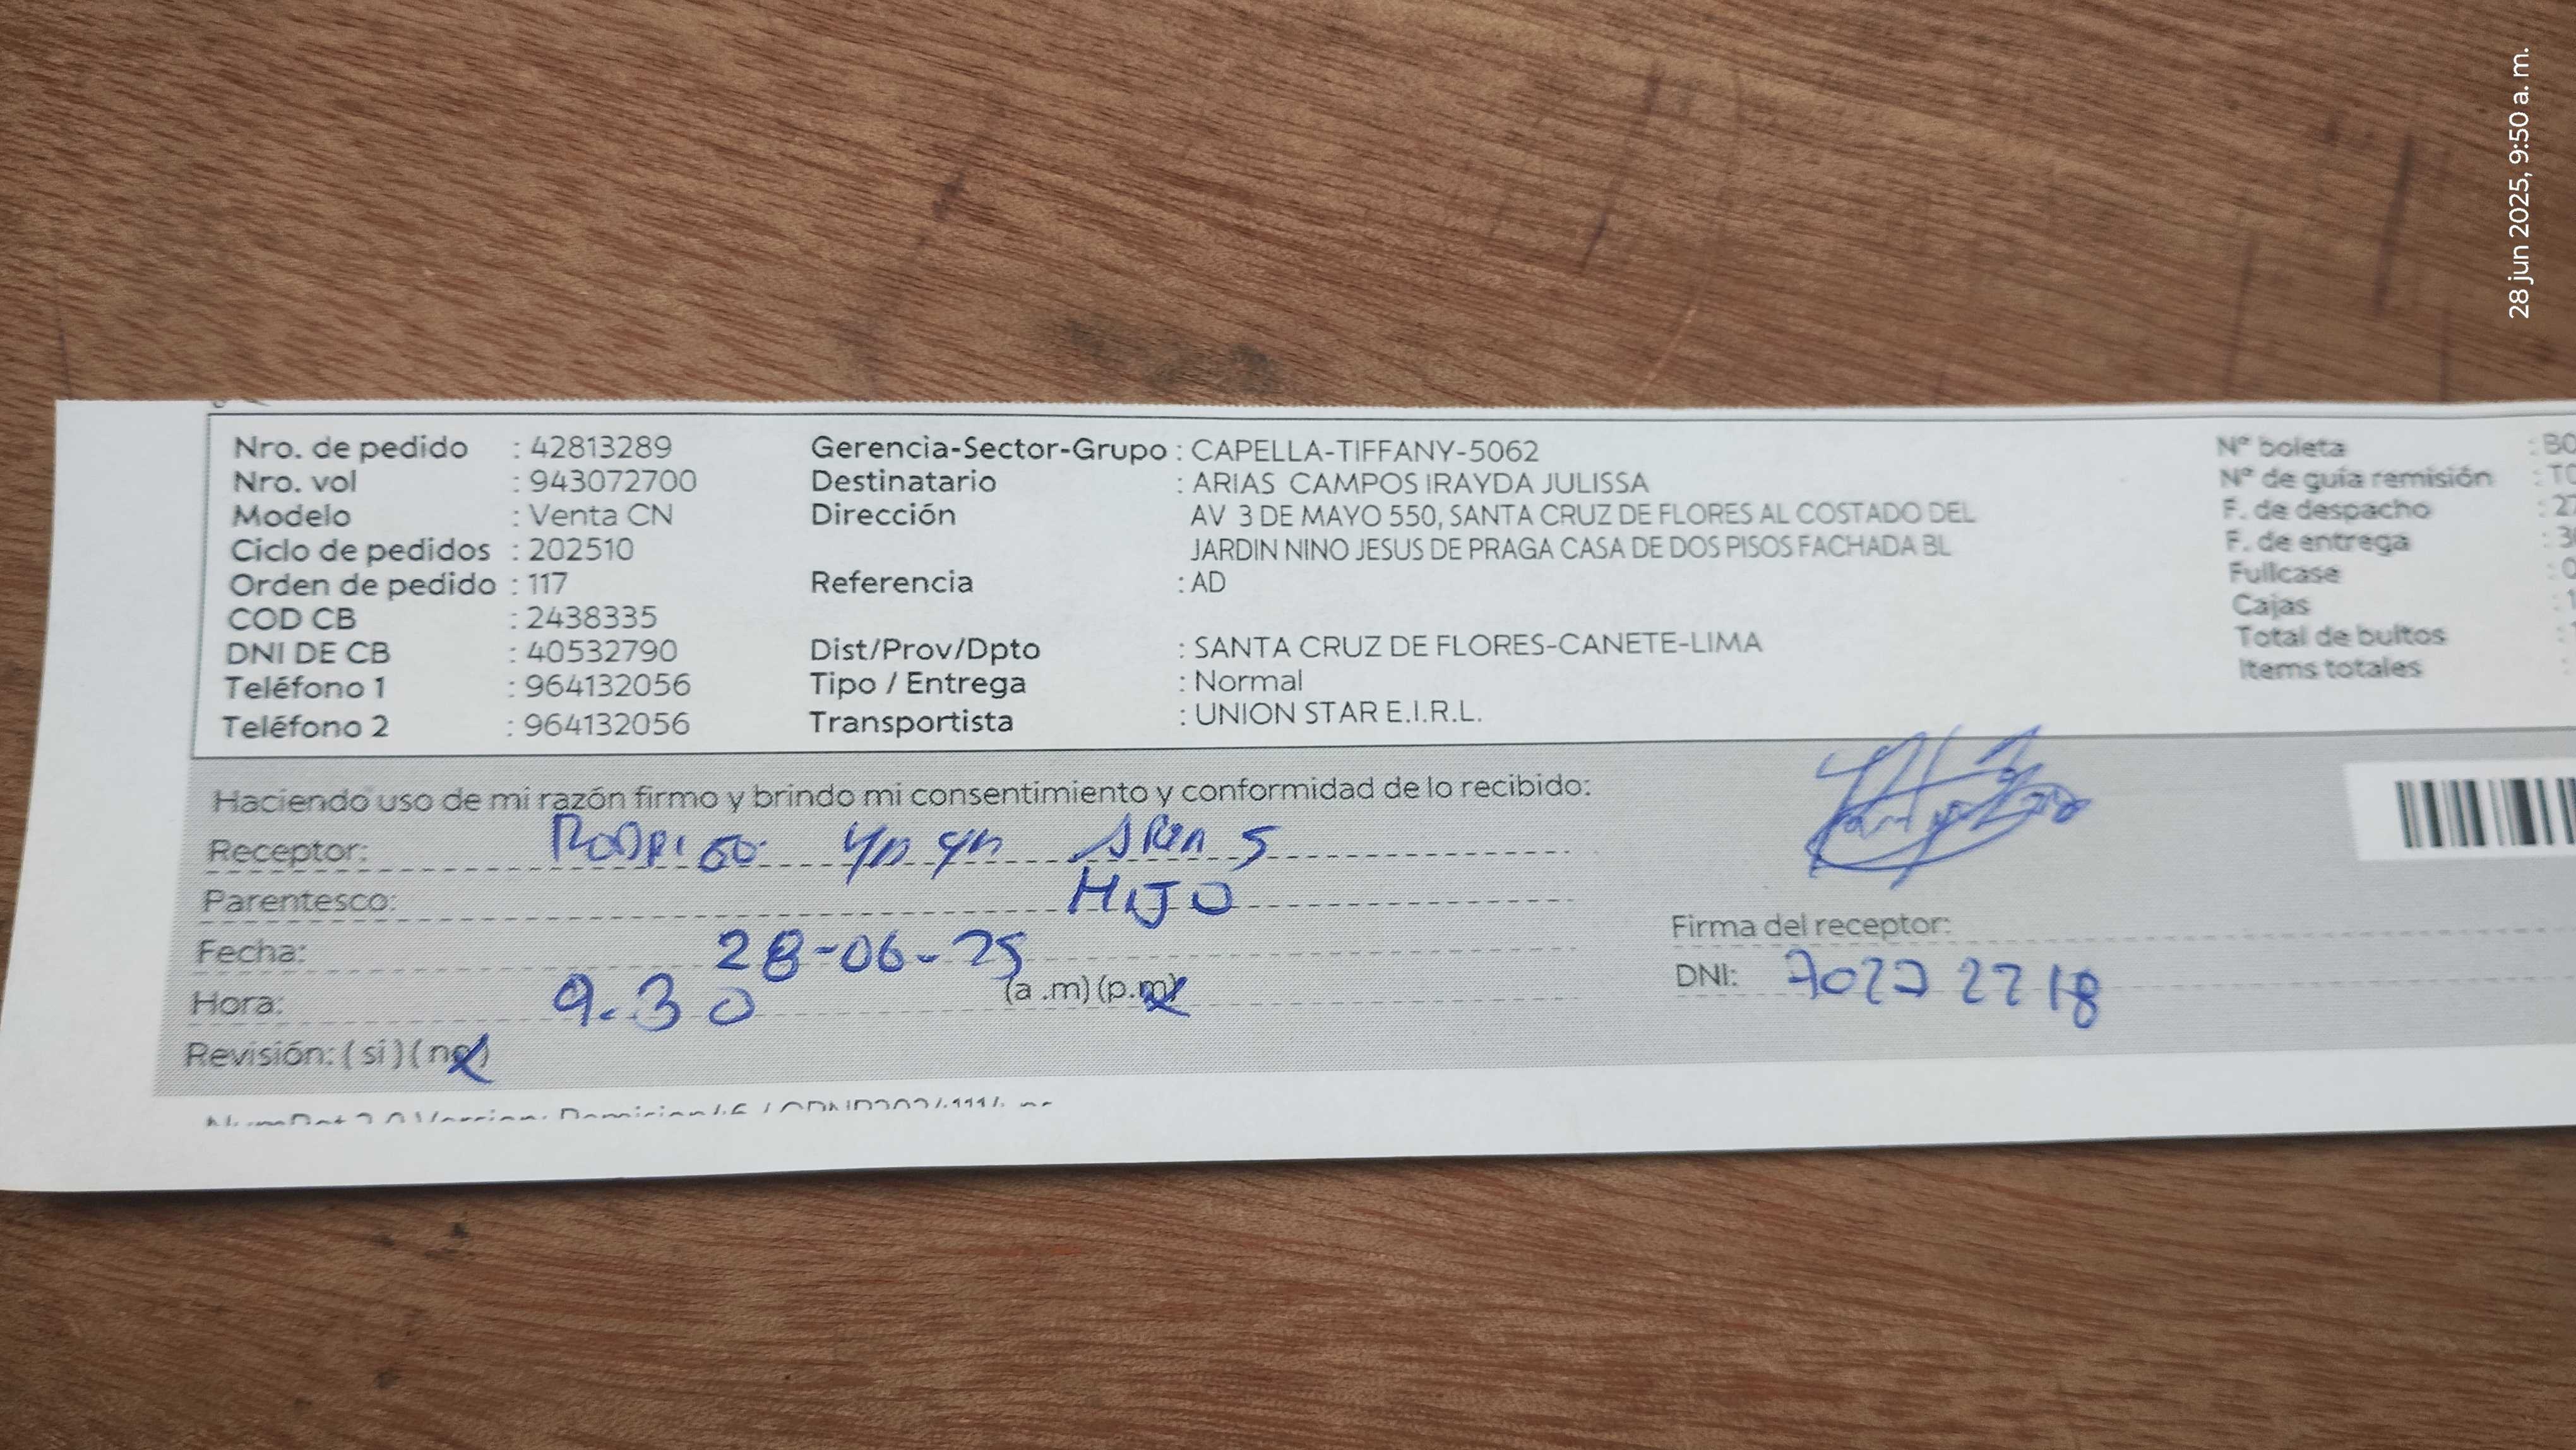 Nro. de pedido : 42813289
Nro. vol : 943072700
Modelo : Venta CN
Ciclo de pedidos : 202510
Orden de pedido : 117
COD CB : 2438335
DNI DE CB : 40532790
Teléfono 1 : 964132056
Teléfono 2 : 964132056
Gerencia-Sector-Grupo : CAPELLA-TIFFANY-5062
Destinatario : ARIAS CAMPOS IRAYDA JULISSA
Dirección AV 3 DE MAYO 550, SANTA CRUZ DE FLORES AL COSTADO DEL
JARDIN NINO JESUS DE PRAGA CASA DE DOS PISOS FACHADA BL
Referencia : AD
Dist/Prov/Dpto : SANTA CRUZ DE FLORES-CANETE-LIMA
Tipo / Entrega : Normal
Transportista : UNION STAR E.I.R.L.
Nº boleta : BO
Nº de guía remisión :
F. de despacho : 27
F. de entrega :
Fullcase :
Cajas :
Total de bultos :
Items totales :
Haciendo uso de mi razón firmo y brindo mi consentimiento y conformidad de lo recibido:
Receptor: RODRIGO ARIAS
Parentesco: HIJO
Fecha: 28-06-25
Hora: 9.30 (a .m) (p.m)
Revisión: ( si ) ( no )
Firma del receptor:
DNI:
28 jun 2025, 9:50 a. m.